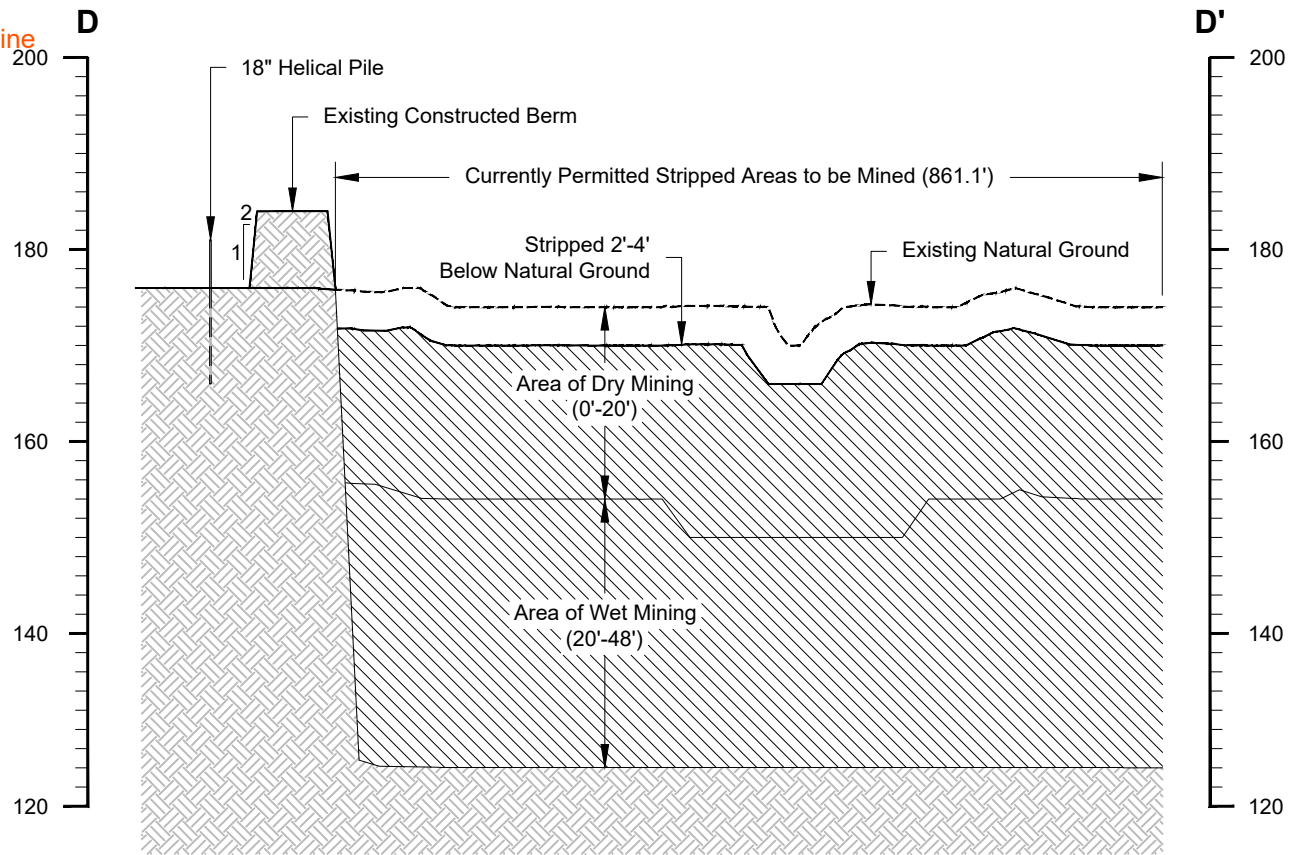 D
D'
ine
200
200
18" Helical Pile
Existing Constructed Berm
Currently Permitted Stripped Areas to be Mined (861.1')
2
1
180
180
Stripped 2'-4'
Below Natural Ground
Existing Natural Ground
Area of Dry Mining
(0'-20')
160
160
Area of Wet Mining
(20'-48')
140
140
120
120